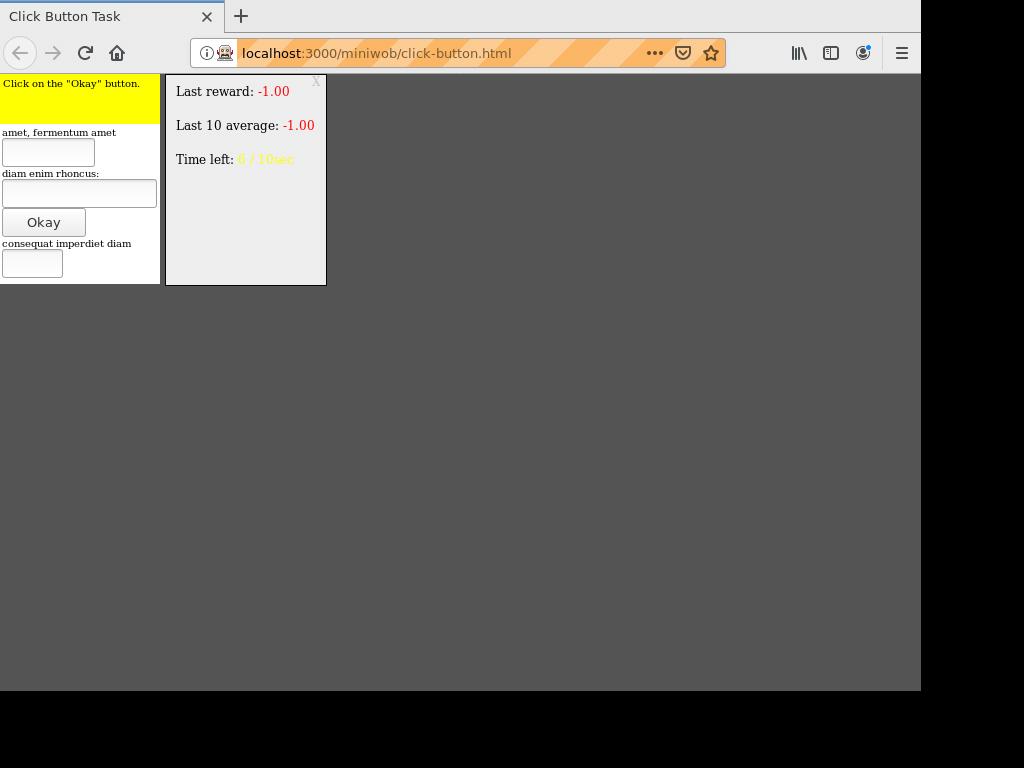 Click Button Task
localhost:3000/miniwob/click-button.html
Click on the "Okay" button.
amet, fermentum amet
diam enim rhoncus:
Okay
consequat imperdiet diam
X
Last reward: -1.00
Last 10 average: -1.00
Time left: 6 / 10sec